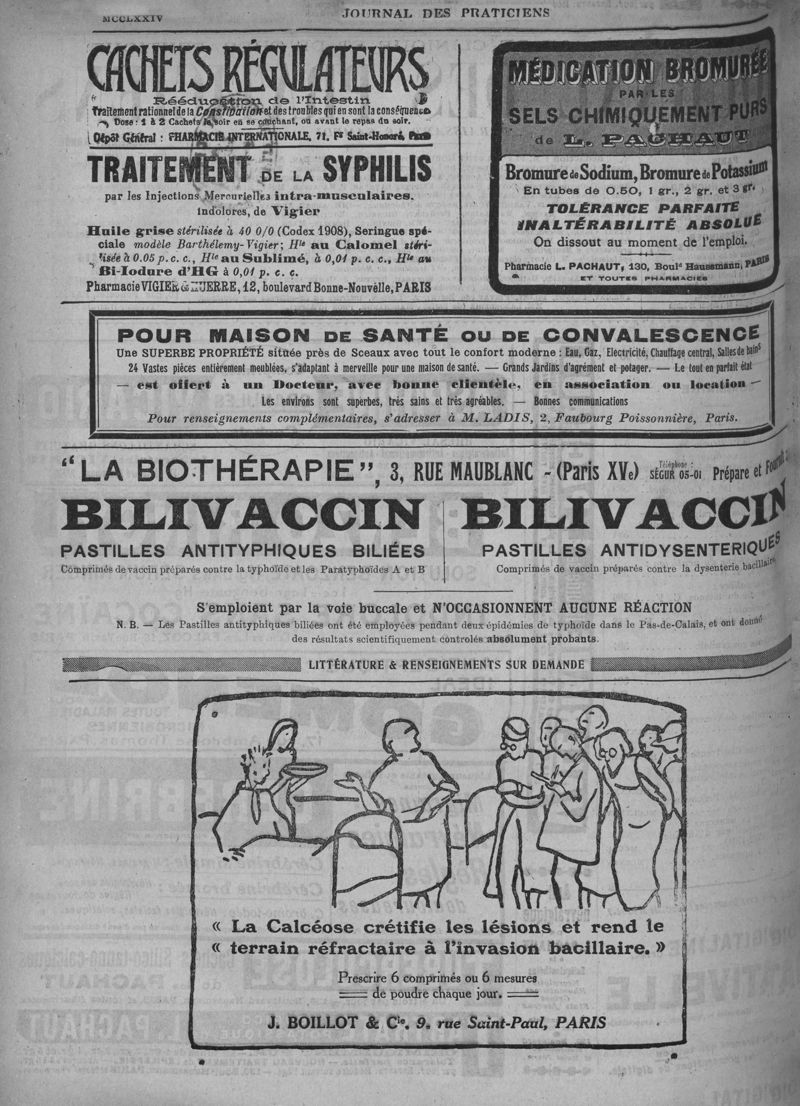 MCCLXXIV
JOURNAL DES PRATICIENS
CACHETS RÉGULATEURS
Rééducation de l'Intestin
Traitement rationnel de la Constipation et des troubles qui en sont la conséquence
Dose : 1 à 2 Cachets le soir en se couchant, ou avant le repas du soir.
Dépôt Général : PHARMACIE INTERNATIONALE, 71, Fg Saint-Honoré, Paris
TRAITEMENT DE LA SYPHILIS
par les Injections Mercurielles intra-musculaires.
indolores, de Vigier
Huile grise stérilisée à 40 0/0 (Codex 1908), Seringue spé-
ciale modèle Barthélemy-Vigier; Hle au Calomel stéri-
lisée à 0.05 p. c. c., Hle au Sublimé, à 0,01 p. c. c., Hle au
Bi-Iodure d'HG à 0,01 p. c. c.
Pharmacie VIGIER &
HUERRE, 12, boulevard Bonne-Nouvelle, PARIS
MÉDICATION BROMURÉE
PAR LES
SELS CHIMIQUEMENT PURS
de L. PACHAUT
Bromure de Sodium, Bromure de Potassium
En tubes de 0.50, 1 gr., 2 gr. et 3 gr.
TOLÉRANCE PARFAITE
INALTÉRABILITÉ ABSOLUE
On dissout au moment de l'emploi.
Pharmacie L. PACHAUT, 130, Boulᵈ Haussmann, PARIS
ET TOUTES PHARMACIES
POUR MAISON DE SANTÉ OU DE CONVALESCENCE
Une SUPERBE PROPRIÉTÉ située près de Sceaux avec tout le confort moderne : Eau, Gaz, Electricité, Chauffage central, Salles de bains
24 Vastes pièces entièrement meublées, s'adaptant à merveille pour une maison de santé. — Grands Jardins d'agrément et potager. — Le tout en parfait état
— est offert à un Docteur, avec bonne clientèle, en association ou location —
Les environs sont superbes, très sains et très agréables. — Bonnes communications
Pour renseignements complémentaires, s'adresser à M. LADIS, 2, Faubourg Poissonnière, Paris.
"LA BIOTHÉRAPIE", 3, RUE MAUBLANC - (Paris XVe) Téléphone : SÉGUR 05-01 Prépare et Fournit :
BILIVACCIN
PASTILLES ANTITYPHIQUES BILIÉES
Comprimés de vaccin préparés contre la typhoïde et les Paratyphoïdes A et B
BILIVACCIN
PASTILLES ANTIDYSENTERIQUES
Comprimés de vaccin préparés contre la dysenterie bacillaire
S'emploient par la voie buccale et N'OCCASIONNENT AUCUNE RÉACTION
N. B. — Les Pastilles antityphiques biliées ont été employées pendant deux épidémies de typhoïde dans le Pas-de-Calais, et ont donné
des résultats scientifiquement controlés absolument probants.
LITTÉRATURE & RENSEIGNEMENTS SUR DEMANDE
« La Calcéose crétifie les lésions et rend le
« terrain réfractaire à l'invasion bacillaire. »
Prescrire 6 comprimés ou 6 mesures
de poudre chaque jour.
J. BOILLOT & Cie, 9, rue Saint-Paul, PARIS